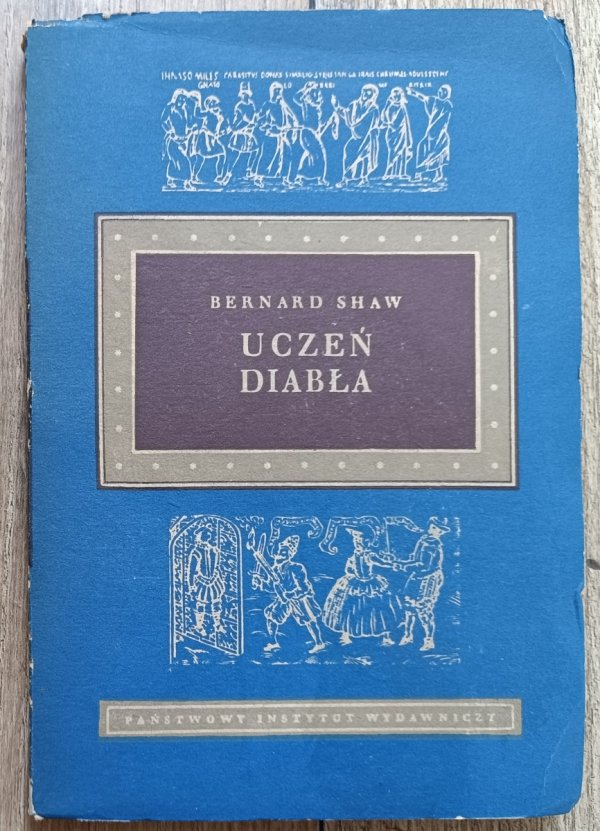 BERNARD SHAW
UCZEŃ
DIABŁA
PAŃSTWOWY INSTYTUT WYDAWNICZY